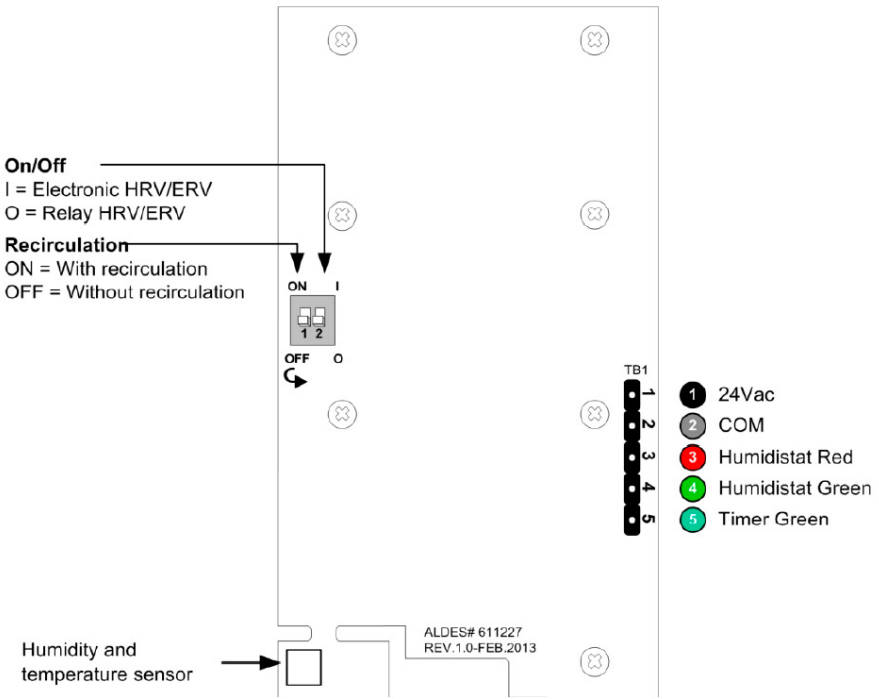 On/Off
I = Electronic HRV/ERV
O = Relay HRV/ERV
Recirculation
ON = With recirculation
OFF = Without recirculation
ON I
1 2
OFF O
TB1
1
2
3
4
5
1 24Vac
2 COM
3 Humidistat Red
4 Humidistat Green
5 Timer Green
ALDES# 611227
REV.1.0-FEB.2013
Humidity and
temperature sensor